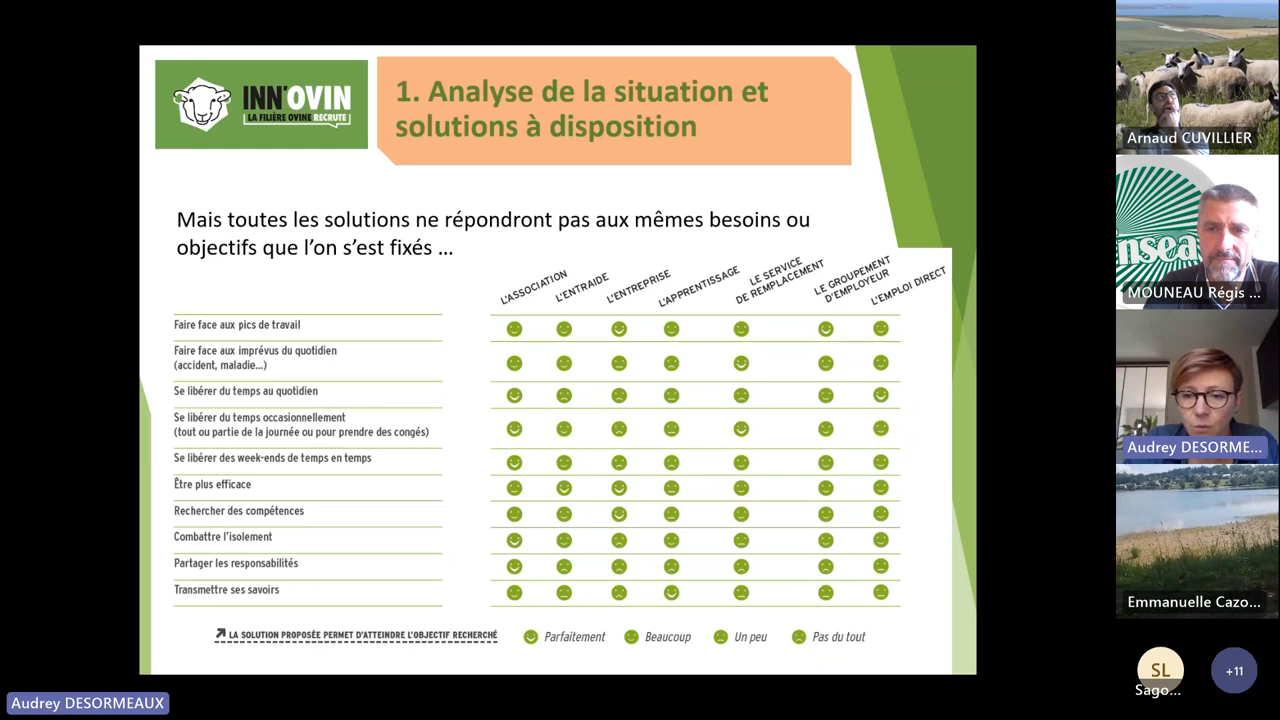 INN'OVIN
LA FILIÈRE OVINE RECRUTE
1. Analyse de la situation et
solutions à disposition
Mais toutes les solutions ne répondront pas aux mêmes besoins ou
objectifs que l'on s'est fixés ...
L'ASSOCIATION
L'ENTRAIDE
L'ENTREPRISE
L'APPRENTISSAGE
LE SERVICE
DE REMPLACEMENT
LE GROUPEMENT
D'EMPLOYEUR
L'EMPLOI DIRECT
Faire face aux pics de travail
Faire face aux imprévus du quotidien
(accident, maladie...)
Se libérer du temps au quotidien
Se libérer du temps occasionnellement
(tout ou partie de la journée ou pour prendre des congés)
Se libérer des week-ends de temps en temps
Être plus efficace
Rechercher des compétences
Combattre l'isolement
Partager les responsabilités
Transmettre ses savoirs
LA SOLUTION PROPOSÉE PERMET D'ATTEINDRE L'OBJECTIF RECHERCHÉ
Parfaitement
Beaucoup
Un peu
Pas du tout
Arnaud CUVILLIER
nsea
MOUNEAU Régis ...
Audrey DESORME...
Emmanuelle Cazo...
SL
Sago...
+11
Audrey DESORMEAUX